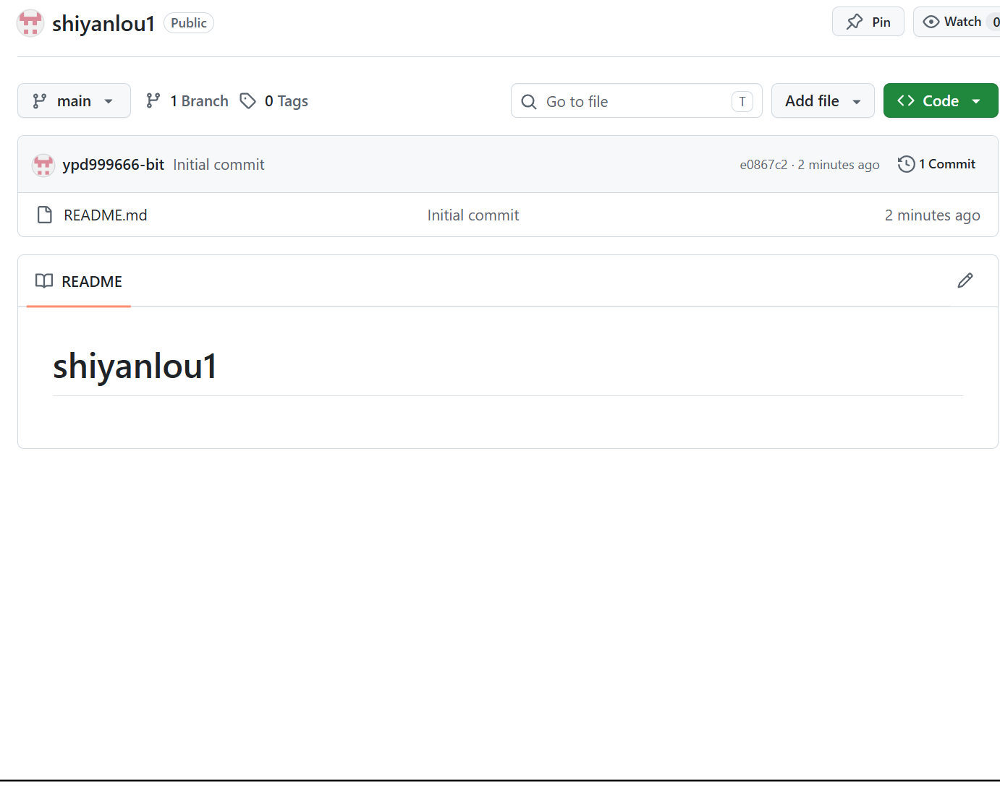 shiyanlou1 Public Pin Watch 0
main 1 Branch 0 Tags Go to file T Add file Code
ypd999666-bit Initial commit e0867c2 · 2 minutes ago 1 Commit
README.md Initial commit 2 minutes ago
README
shiyanlou1